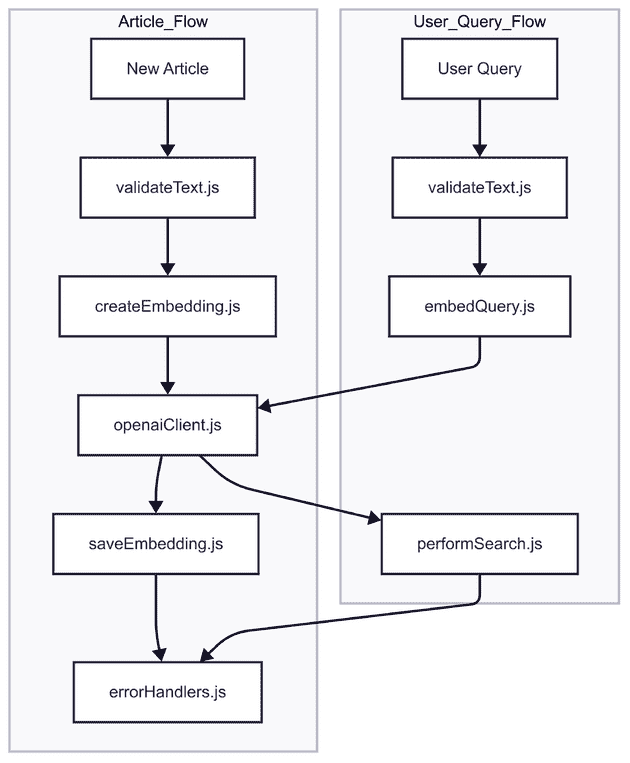 Article_Flow
New Article
validateText.js
createEmbedding.js
openaiClient.js
saveEmbedding.js
errorHandlers.js
User_Query_Flow
User Query
validateText.js
embedQuery.js
performSearch.js